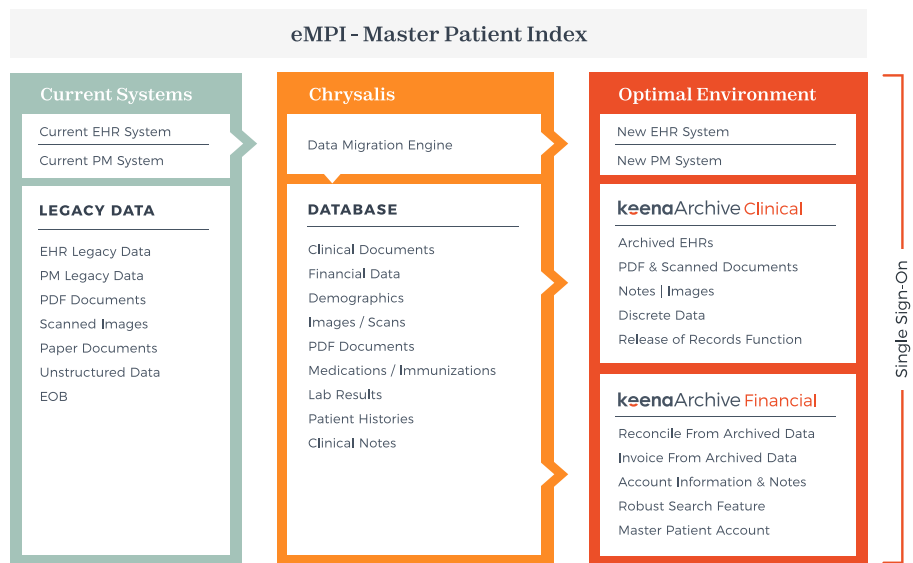 eMPI - Master Patient Index
Current Systems
Current EHR System
Current PM System
LEGACY DATA
EHR Legacy Data
PM Legacy Data
PDF Documents
Scanned Images
Paper Documents
Unstructured Data
EOB
Chrysalis
Data Migration Engine
DATABASE
Clinical Documents
Financial Data
Demographics
Images / Scans
PDF Documents
Medications / Immunizations
Lab Results
Patient Histories
Clinical Notes
Optimal Environment
New EHR System
New PM System
keenaArchive Clinical
Archived EHRs
PDF & Scanned Documents
Notes | Images
Discrete Data
Release of Records Function
keenaArchive Financial
Reconcile From Archived Data
Invoice From Archived Data
Account Information & Notes
Robust Search Feature
Master Patient Account
Single Sign-On